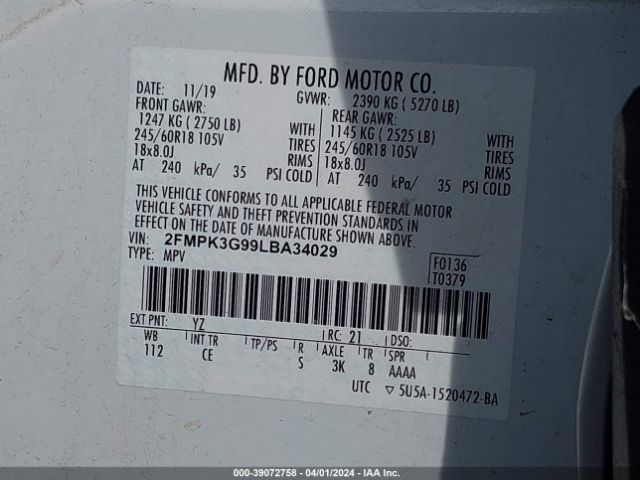 MFD. BY FORD MOTOR CO.
DATE: 11/19 GVWR: 2390 KG ( 5270 LB)
FRONT GAWR: REAR GAWR:
1247 KG ( 2750 LB) WITH 1145 KG ( 2525 LB) WITH
245/60R18 105V TIRES 245/60R18 105V TIRES
18x8.0J RIMS 18x8.0J RIMS
AT 240 kPa/ 35 PSI COLD AT 240 kPa/ 35 PSI COLD
THIS VEHICLE CONFORMS TO ALL APPLICABLE FEDERAL MOTOR
VEHICLE SAFETY AND THEFT PREVENTION STANDARDS IN
EFFECT ON THE DATE OF MANUFACTURE SHOWN ABOVE.
VIN: 2FMPK3G99LBA34029
TYPE: MPV
F0136
T0379
EXT PNT: YZ RC: 21 DSO:
WB INT TR TP/PS R AXLE TR SPR
112 CE S 3K 8 AAAA
UTC ▽ 5U5A-1520472-BA
000-39072758 - 04/01/2024 - IAA Inc.